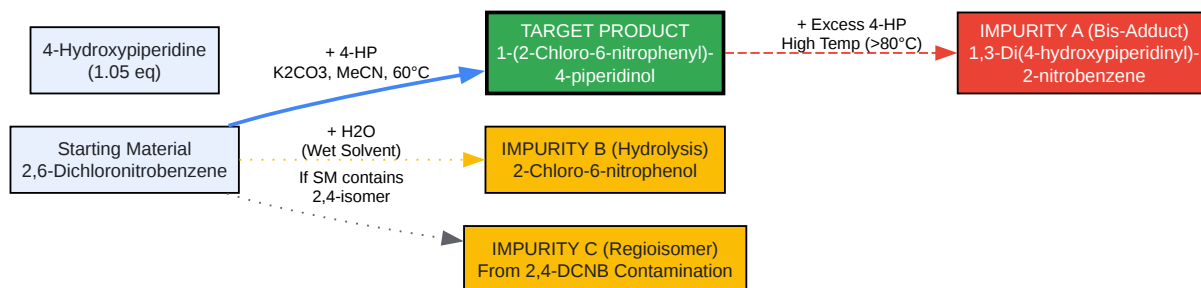 4-Hydroxypiperidine
(1.05 eq)
+ 4-HP
K2CO3, MeCN, 60°C
TARGET PRODUCT
1-(2-Chloro-6-nitrophenyl)-
4-piperidinol
+ Excess 4-HP
High Temp (>80°C)
IMPURITY A (Bis-Adduct)
1,3-Di(4-hydroxypiperidinyl)-
2-nitrobenzene
Starting Material
2,6-Dichloronitrobenzene
+ H2O
(Wet Solvent)
IMPURITY B (Hydrolysis)
2-Chloro-6-nitrophenol
If SM contains
2,4-isomer
IMPURITY C (Regioisomer)
From 2,4-DCNB Contamination